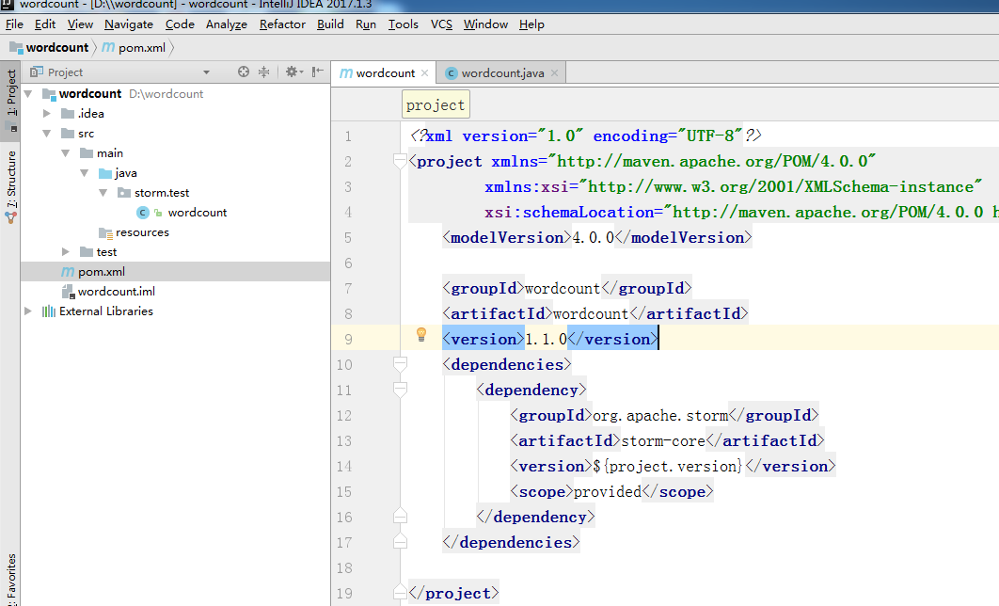 wordcount - [D:\\wordcount] - wordcount - IntelliJ IDEA 2017.1.3
File Edit View Navigate Code Analyze Refactor Build Run Tools VCS Window Help
wordcount m pom.xml
Project
m wordcount
C wordcount.java
1: Project
7: Structure
Favorites
wordcount D:\wordcount
.idea
src
main
java
storm.test
C wordcount
resources
test
m pom.xml
wordcount.iml
External Libraries
project
1 <?xml version="1.0" encoding="UTF-8"?>
2 <project xmlns="http://maven.apache.org/POM/4.0.0"
3 xmlns:xsi="http://www.w3.org/2001/XMLSchema-instance"
4 xsi:schemaLocation="http://maven.apache.org/POM/4.0.0 h
5 <modelVersion>4.0.0</modelVersion>
6
7 <groupId>wordcount</groupId>
8 <artifactId>wordcount</artifactId>
9 <version>1.1.0</version>
10 <dependencies>
11 <dependency>
12 <groupId>org.apache.storm</groupId>
13 <artifactId>storm-core</artifactId>
14 <version>${project.version}</version>
15 <scope>provided</scope>
16 </dependency>
17 </dependencies>
18
19 </project>